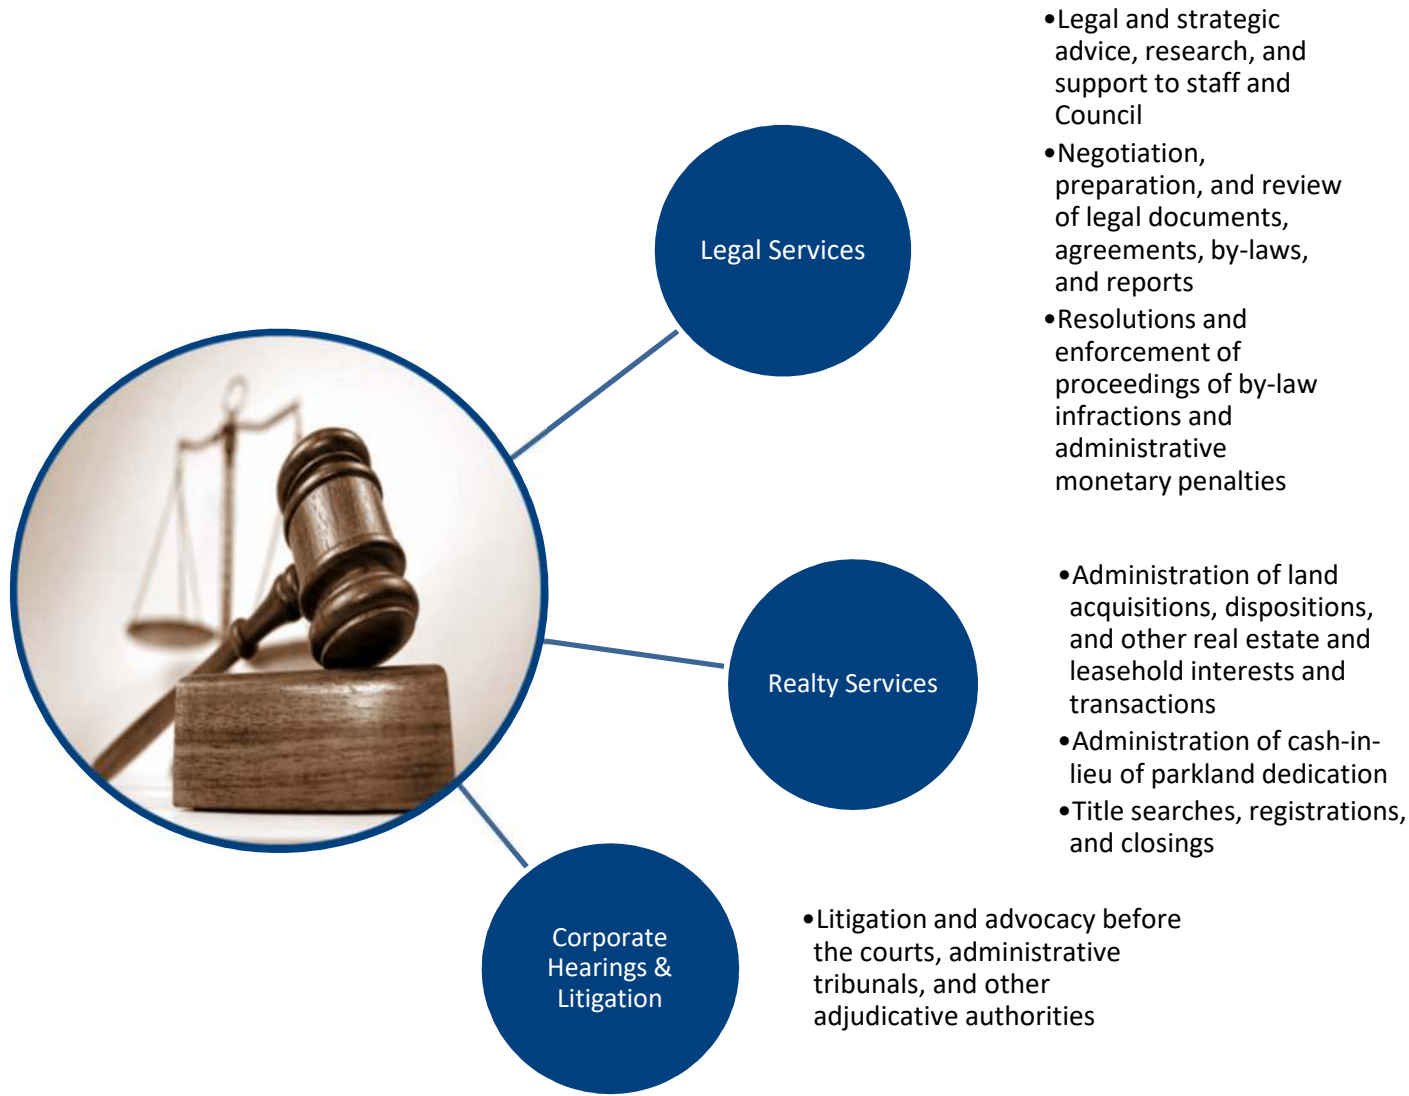 •Legal and strategic
advice, research, and
support to staff and
Council
•Negotiation,
preparation, and review
of legal documents,
agreements, by-laws,
and reports
•Resolutions and
enforcement of
proceedings of by-law
infractions and
administrative
monetary penalties
Legal Services
•Administration of land
acquisitions, dispositions,
and other real estate and
leasehold interests and
transactions
•Administration of cash-in-
lieu of parkland dedication
•Title searches, registrations,
and closings
Realty Services
Corporate
Hearings &
Litigation
•Litigation and advocacy before
the courts, administrative
tribunals, and other
adjudicative authorities